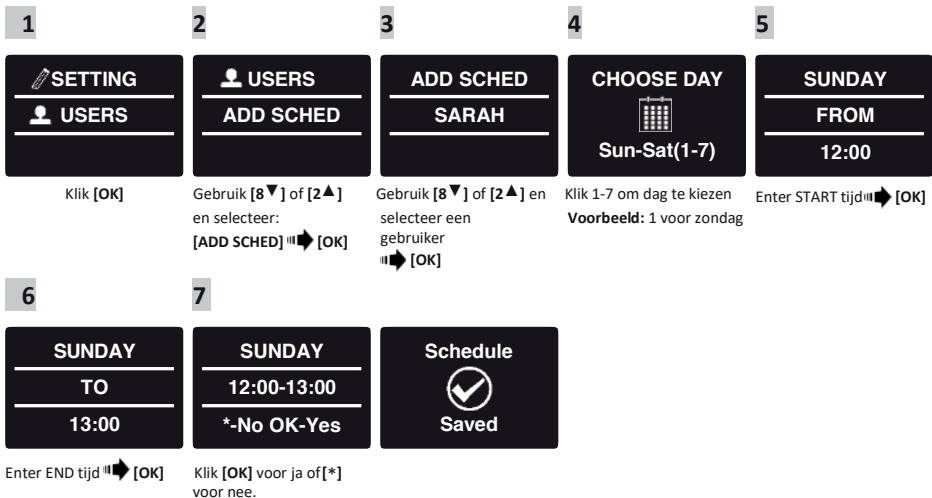 1
SETTING
USERS
Klik [OK]
2
USERS
ADD SCHED
Gebruik [8▼] of [2▲]
en selecteer:
[ADD SCHED] ➡ [OK]
3
ADD SCHED
SARAH
Gebruik [8▼] of [2▲] en
selecteer een
gebruiker
➡ [OK]
4
CHOOSE DAY
Sun-Sat(1-7)
Klik 1-7 om dag te kiezen
Voorbeeld: 1 voor zondag
5
SUNDAY
FROM
12:00
Enter START tijd ➡ [OK]
6
SUNDAY
TO
13:00
Enter END tijd ➡ [OK]
7
SUNDAY
12:00-13:00
*-No OK-Yes
Klik [OK] voor ja of [*]
voor nee.
Schedule
Saved